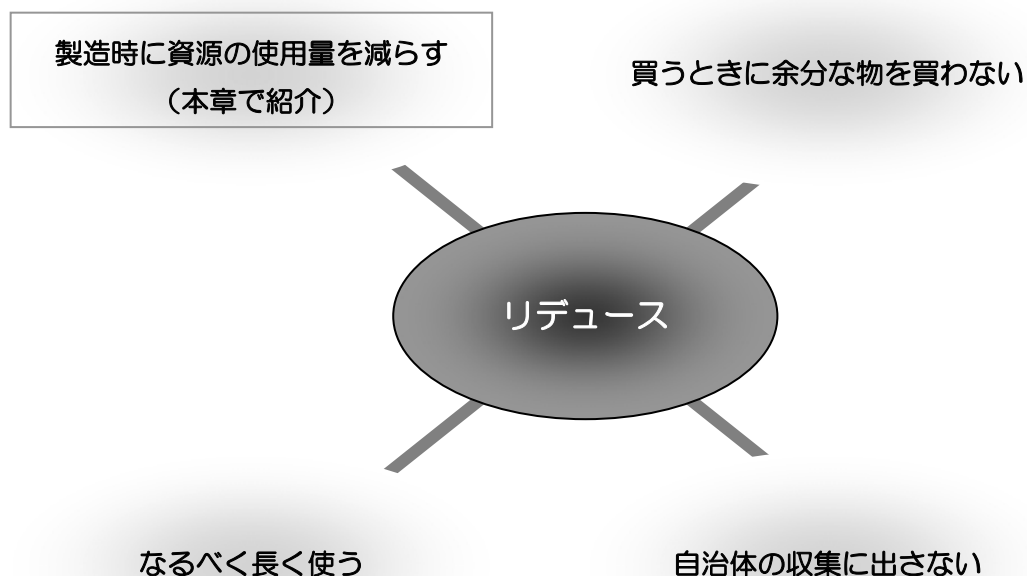 製造時に資源の使用量を減らす
（本章で紹介）
買うときに余分な物を買わない
リデュース
なるべく長く使う
自治体の収集に出さない